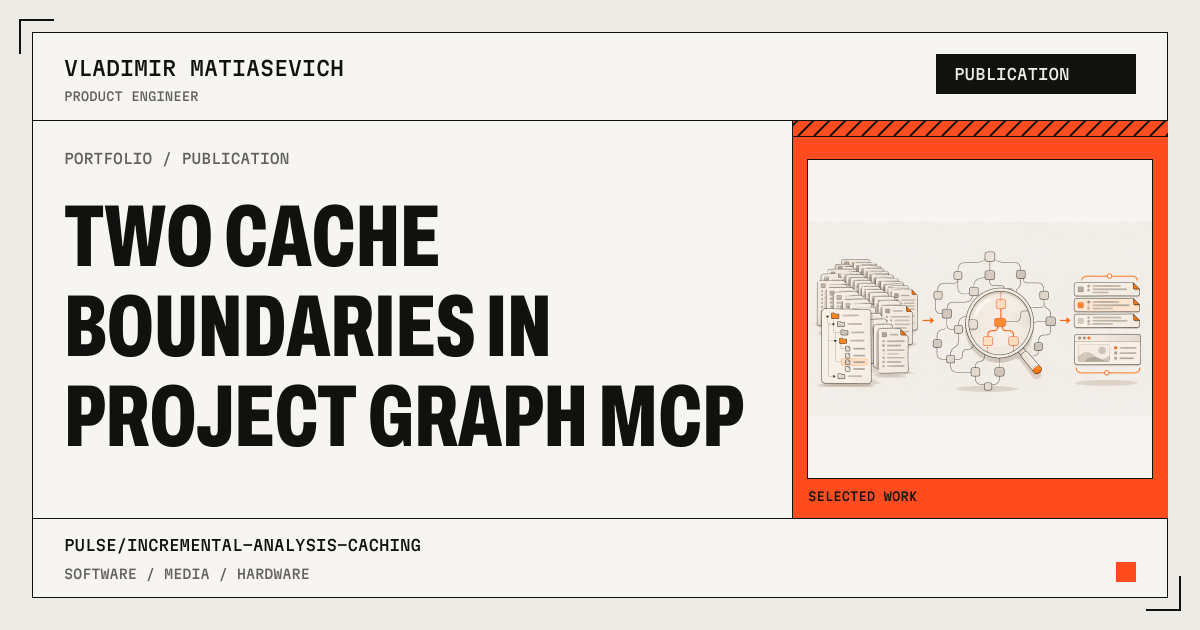 VLADIMIR MATIASEVICH
PRODUCT ENGINEER
PUBLICATION
PORTFOLIO / PUBLICATION
TWO CACHE
BOUNDARIES IN
PROJECT GRAPH MCP
SELECTED WORK
PULSE/INCREMENTAL-ANALYSIS-CACHING
SOFTWARE / MEDIA / HARDWARE